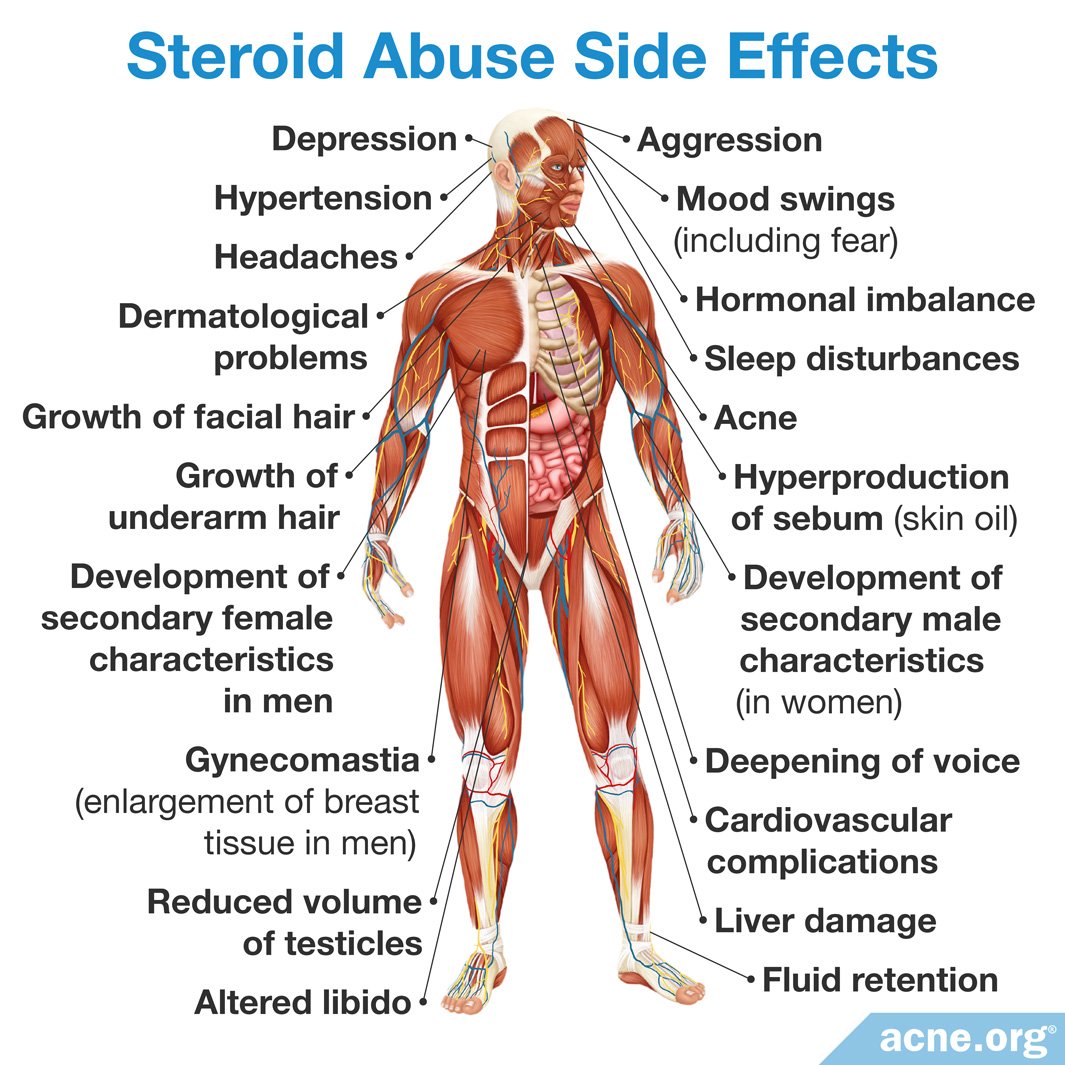 Steroid Abuse Side Effects
Depression
Hypertension
Headaches
Dermatological
problems
Growth of facial hair
Growth of
underarm hair
Development of
secondary female
characteristics
in men
Gynecomastia
(enlargement of breast
tissue in men)
Reduced volume
of testicles
Altered libido
Aggression
Mood swings
(including fear)
Hormonal imbalance
Sleep disturbances
Acne
Hyperproduction
of sebum (skin oil)
Development of
secondary male
characteristics
(in women)
Deepening of voice
Cardiovascular
complications
Liver damage
Fluid retention
acne.org®